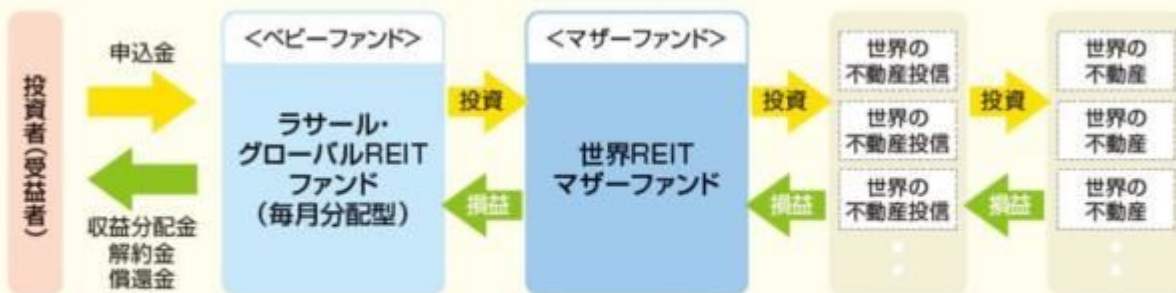 投資者(受益者)
申込金
収益分配金
解約金
償還金
<ベビーファンド>
ラサール・
グローバルREIT
ファンド
(毎月分配型)
投資
損益
<マザーファンド>
世界REIT
マザーファンド
投資
損益
世界の
不動産投信
世界の
不動産投信
世界の
不動産投信
投資
損益
世界の
不動産
世界の
不動産
世界の
不動産